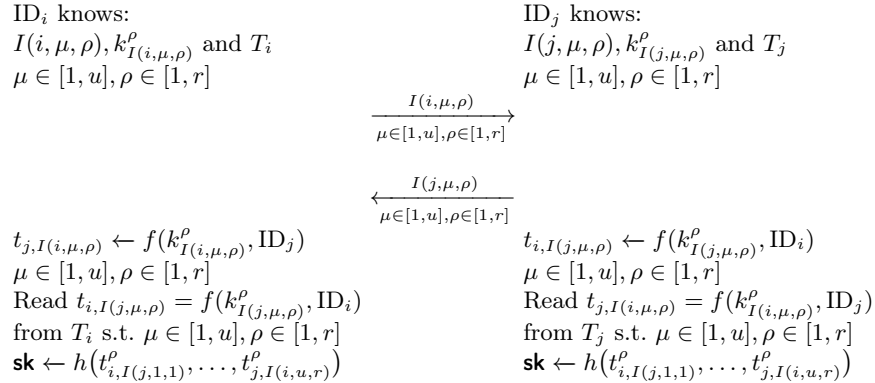 ID_i knows:
I(i, μ, ρ), k^ρ_{I(i,μ,ρ)} and T_i
μ ∈ [1, u], ρ ∈ [1, r]
ID_j knows:
I(j, μ, ρ), k^ρ_{I(j,μ,ρ)} and T_j
μ ∈ [1, u], ρ ∈ [1, r]
I(i,μ,ρ)
μ∈[1,u],ρ∈[1,r]
I(j,μ,ρ)
μ∈[1,u],ρ∈[1,r]
t_{j,I(i,μ,ρ)} ← f(k^ρ_{I(i,μ,ρ)}, ID_j)
μ ∈ [1, u], ρ ∈ [1, r]
Read t_{i,I(j,μ,ρ)} = f(k^ρ_{I(j,μ,ρ)}, ID_i)
from T_i s.t. μ ∈ [1, u], ρ ∈ [1, r]
sk ← h(t^ρ_{i,I(j,1,1)}, . . . , t^ρ_{j,I(i,u,r)})
t_{i,I(j,μ,ρ)} ← f(k^ρ_{I(j,μ,ρ)}, ID_i)
μ ∈ [1, u], ρ ∈ [1, r]
Read t_{j,I(i,μ,ρ)} = f(k^ρ_{I(i,μ,ρ)}, ID_j)
from T_j s.t. μ ∈ [1, u], ρ ∈ [1, r]
sk ← h(t^ρ_{i,I(j,1,1)}, . . . , t^ρ_{j,I(i,u,r)})